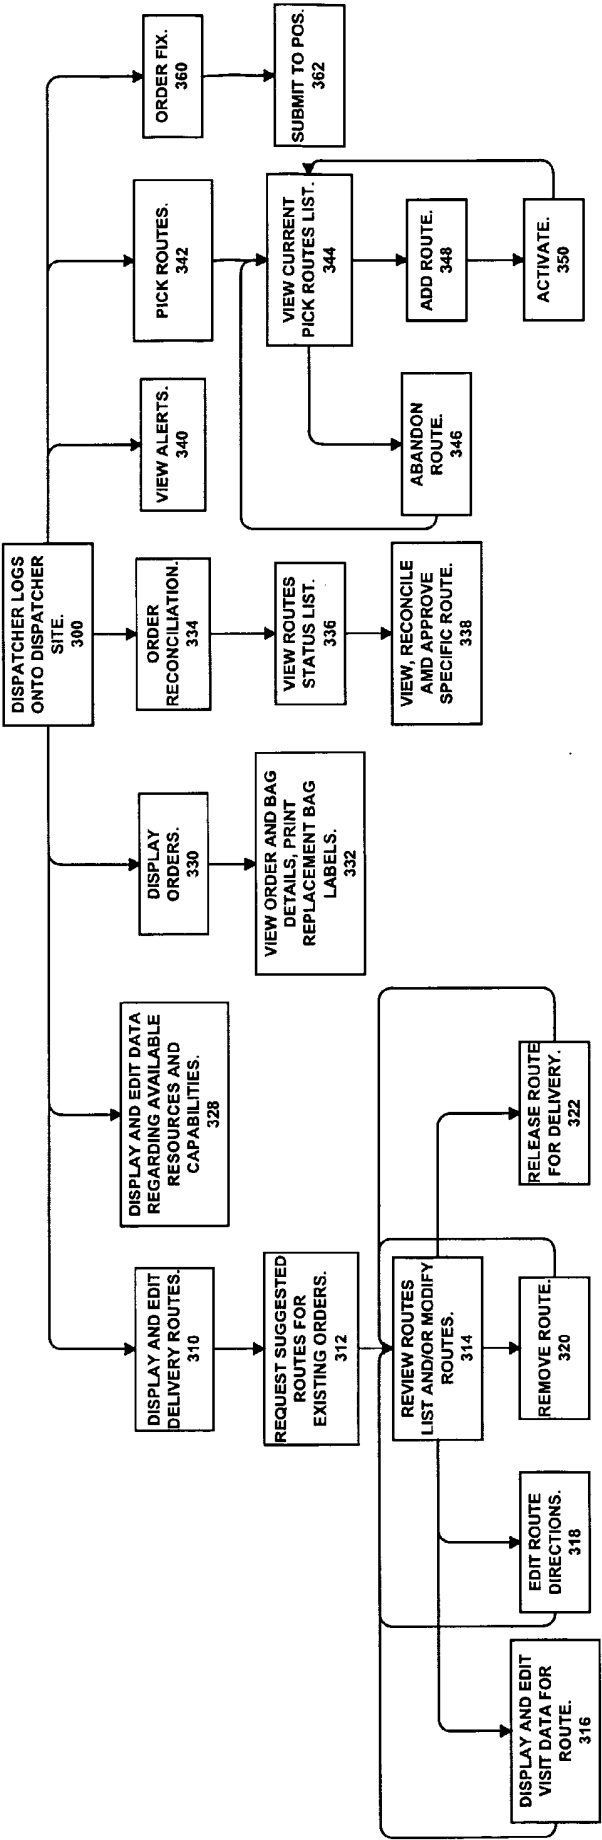 DISPATCHER LOGS
ONTO DISPATCHER
SITE.
300
DISPLAY AND EDIT
DELIVERY ROUTES.
310
REQUEST SUGGESTED
ROUTES FOR
EXISTING ORDERS.
312
REVIEW ROUTES
LIST AND/OR MODIFY
ROUTES.
314
DISPLAY AND EDIT
VISIT DATA FOR
ROUTE.
316
EDIT ROUTE
DIRECTIONS.
318
REMOVE ROUTE.
320
RELEASE ROUTE
FOR DELIVERY.
322
DISPLAY AND EDIT DATA
REGARDING AVAILABLE
RESOURCES AND
CAPABILITIES.
328
DISPLAY
ORDERS.
330
VIEW ORDER AND BAG
DETAILS, PRINT
REPLACEMENT BAG
LABELS.
332
ORDER
RECONCILIATION.
334
VIEW ROUTES
STATUS LIST.
336
VIEW, RECONCILE
AMD APPROVE
SPECIFIC ROUTE.
338
VIEW ALERTS.
340
PICK ROUTES.
342
VIEW CURRENT
PICK ROUTES LIST.
344
ABANDON
ROUTE.
346
ADD ROUTE.
348
ACTIVATE.
350
ORDER FIX.
360
SUBMIT TO POS.
362